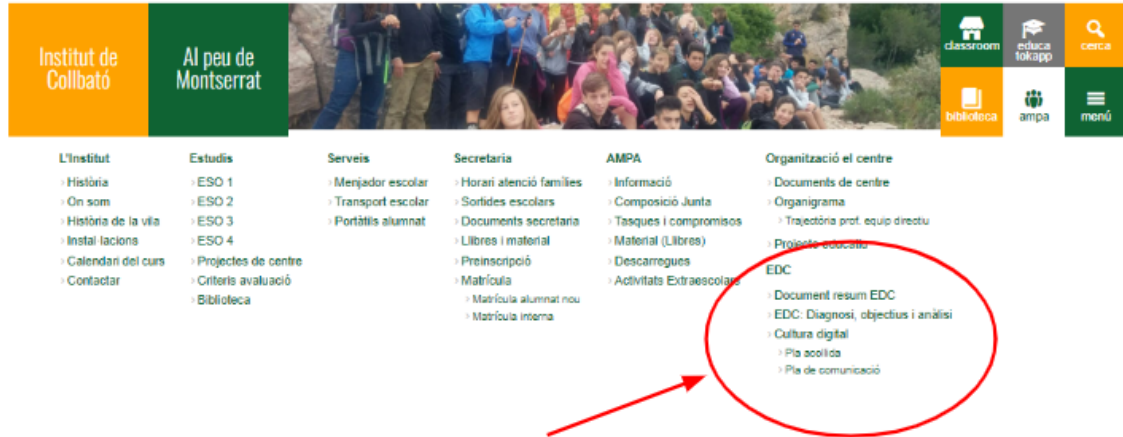 Institut de
Collbató
Al peu de
Montserrat
classroom
educa
tokapp
cerca
biblioteca
ampa
menú
L'Institut
Història
On som
Història de la vila
Instal·lacions
Calendari del curs
Contactar
Estudis
ESO 1
ESO 2
ESO 3
ESO 4
Projectes de centre
Criteris avaluació
Biblioteca
Serveis
Menjador escolar
Transport escolar
Portàtils alumnat
Secretaria
Horari atenció famílies
Sortides escolars
Documents secretaria
Llibres i material
Preinscripció
Matrícula
Matrícula alumnat nou
Matrícula interna
AMPA
Informació
Composició Junta
Tasques i compromisos
Material (Llibres)
Descarregues
Activitats Extraescolars
Organització el centre
Documents de centre
Organigrama
Trajectòria prof. equip directiu
Projecte educatiu
EDC
Document resum EDC
EDC: Diagnosi, objectius i anàlisi
Cultura digital
Pla acollida
Pla de comunicació